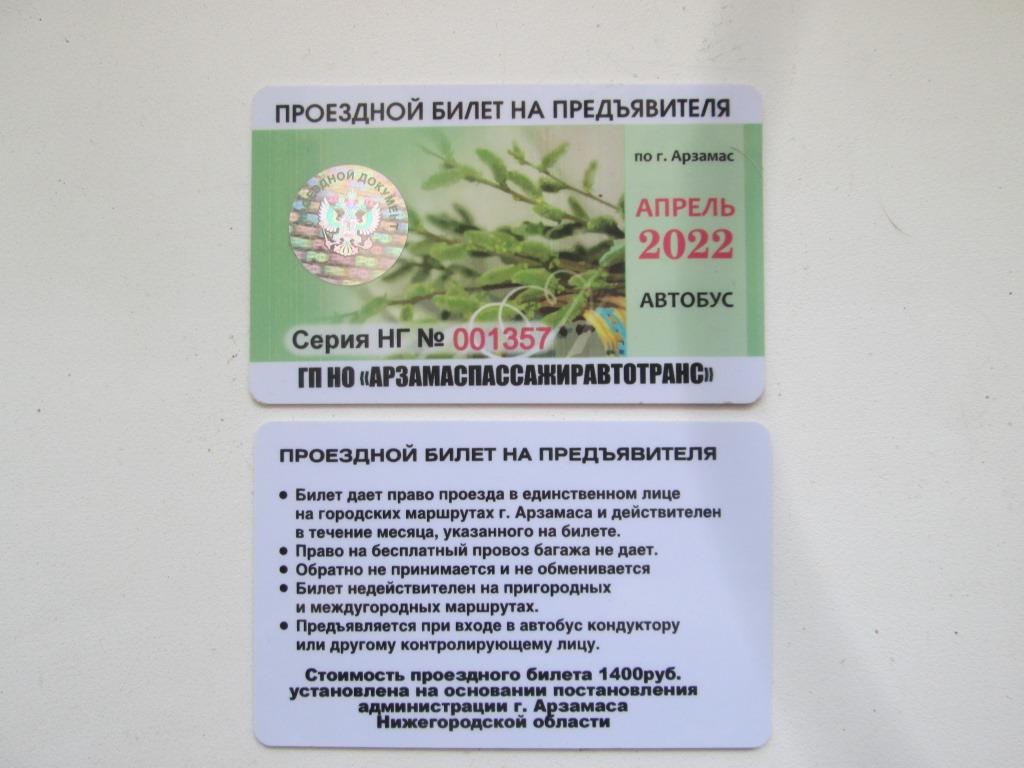 ПРОЕЗДНОЙ БИЛЕТ НА ПРЕДЪЯВИТЕЛЯ
по г. Арзамас
АПРЕЛЬ
2022
АВТОБУС
Серия НГ № 001357
ГП НО «АРЗАМАСПАССАЖИРАВТОТРАНС»
ПРОЕЗДНОЙ БИЛЕТ НА ПРЕДЪЯВИТЕЛЯ
• Билет дает право проезда в единственном лице
на городских маршрутах г. Арзамаса и действителен
в течение месяца, указанного на билете.
• Право на бесплатный провоз багажа не дает.
• Обратно не принимается и не обменивается
• Билет недействителен на пригородных
и междугородных маршрутах.
• Предъявляется при входе в автобус кондуктору
или другому контролирующему лицу.
Стоимость проездного билета 1400руб.
установлена на основании постановления
администрации г. Арзамаса
Нижегородской области